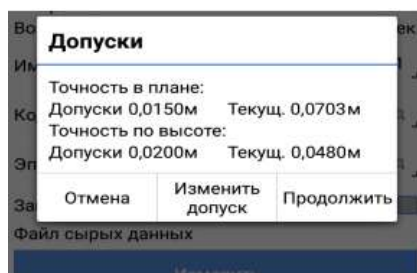 Допуски
Точность в плане:
Допуски 0,0150м Текущ. 0,0703м
Точность по высоте:
Допуски 0,0200м Текущ. 0,0480м
Отмена
Изменить
допуск
Продолжить
Файл сырых данных